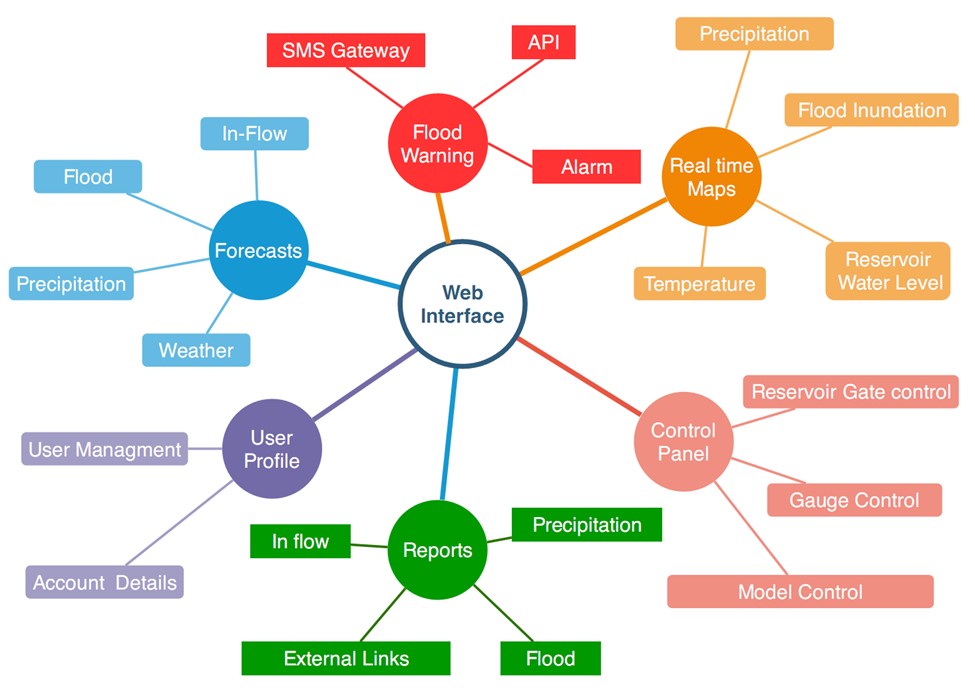 SMS Gateway
API
Flood
Warning
Alarm
Precipitation
Flood Inundation
Real time
Maps
Reservoir
Water Level
Temperature
In-Flow
Flood
Forecasts
Precipitation
Weather
Web
Interface
User Managment
User
Profile
Account Details
Reservoir Gate control
Control
Panel
Gauge Control
Model Control
In flow
Precipitation
Reports
External Links
Flood